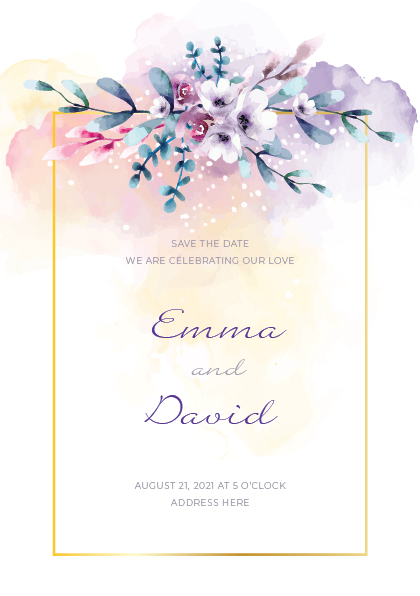 SAVE THE DATE
WE ARE CELEBRATING OUR LOVE
Emma
and
David
AUGUST 21, 2021 AT 5 O'CLOCK
ADDRESS HERE